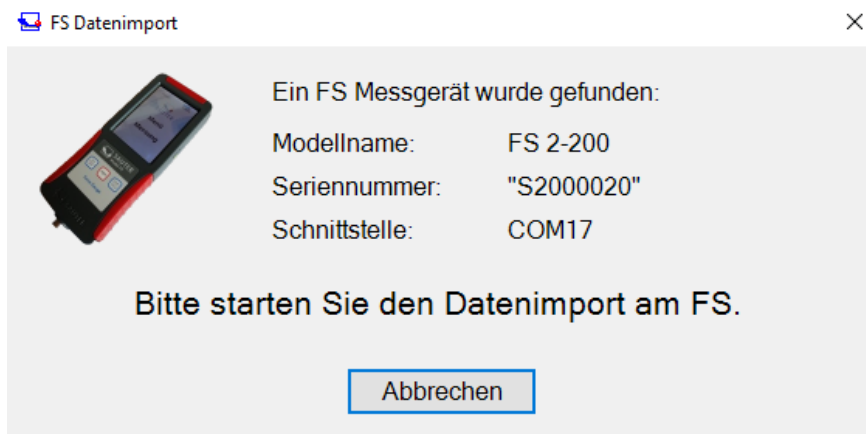 FS Datenimport
Ein FS Messgerät wurde gefunden:
Modellname: FS 2-200
Seriennummer: "S2000020"
Schnittstelle: COM17
SAUTER
Bitte starten Sie den Datenimport am FS.
Abbrechen